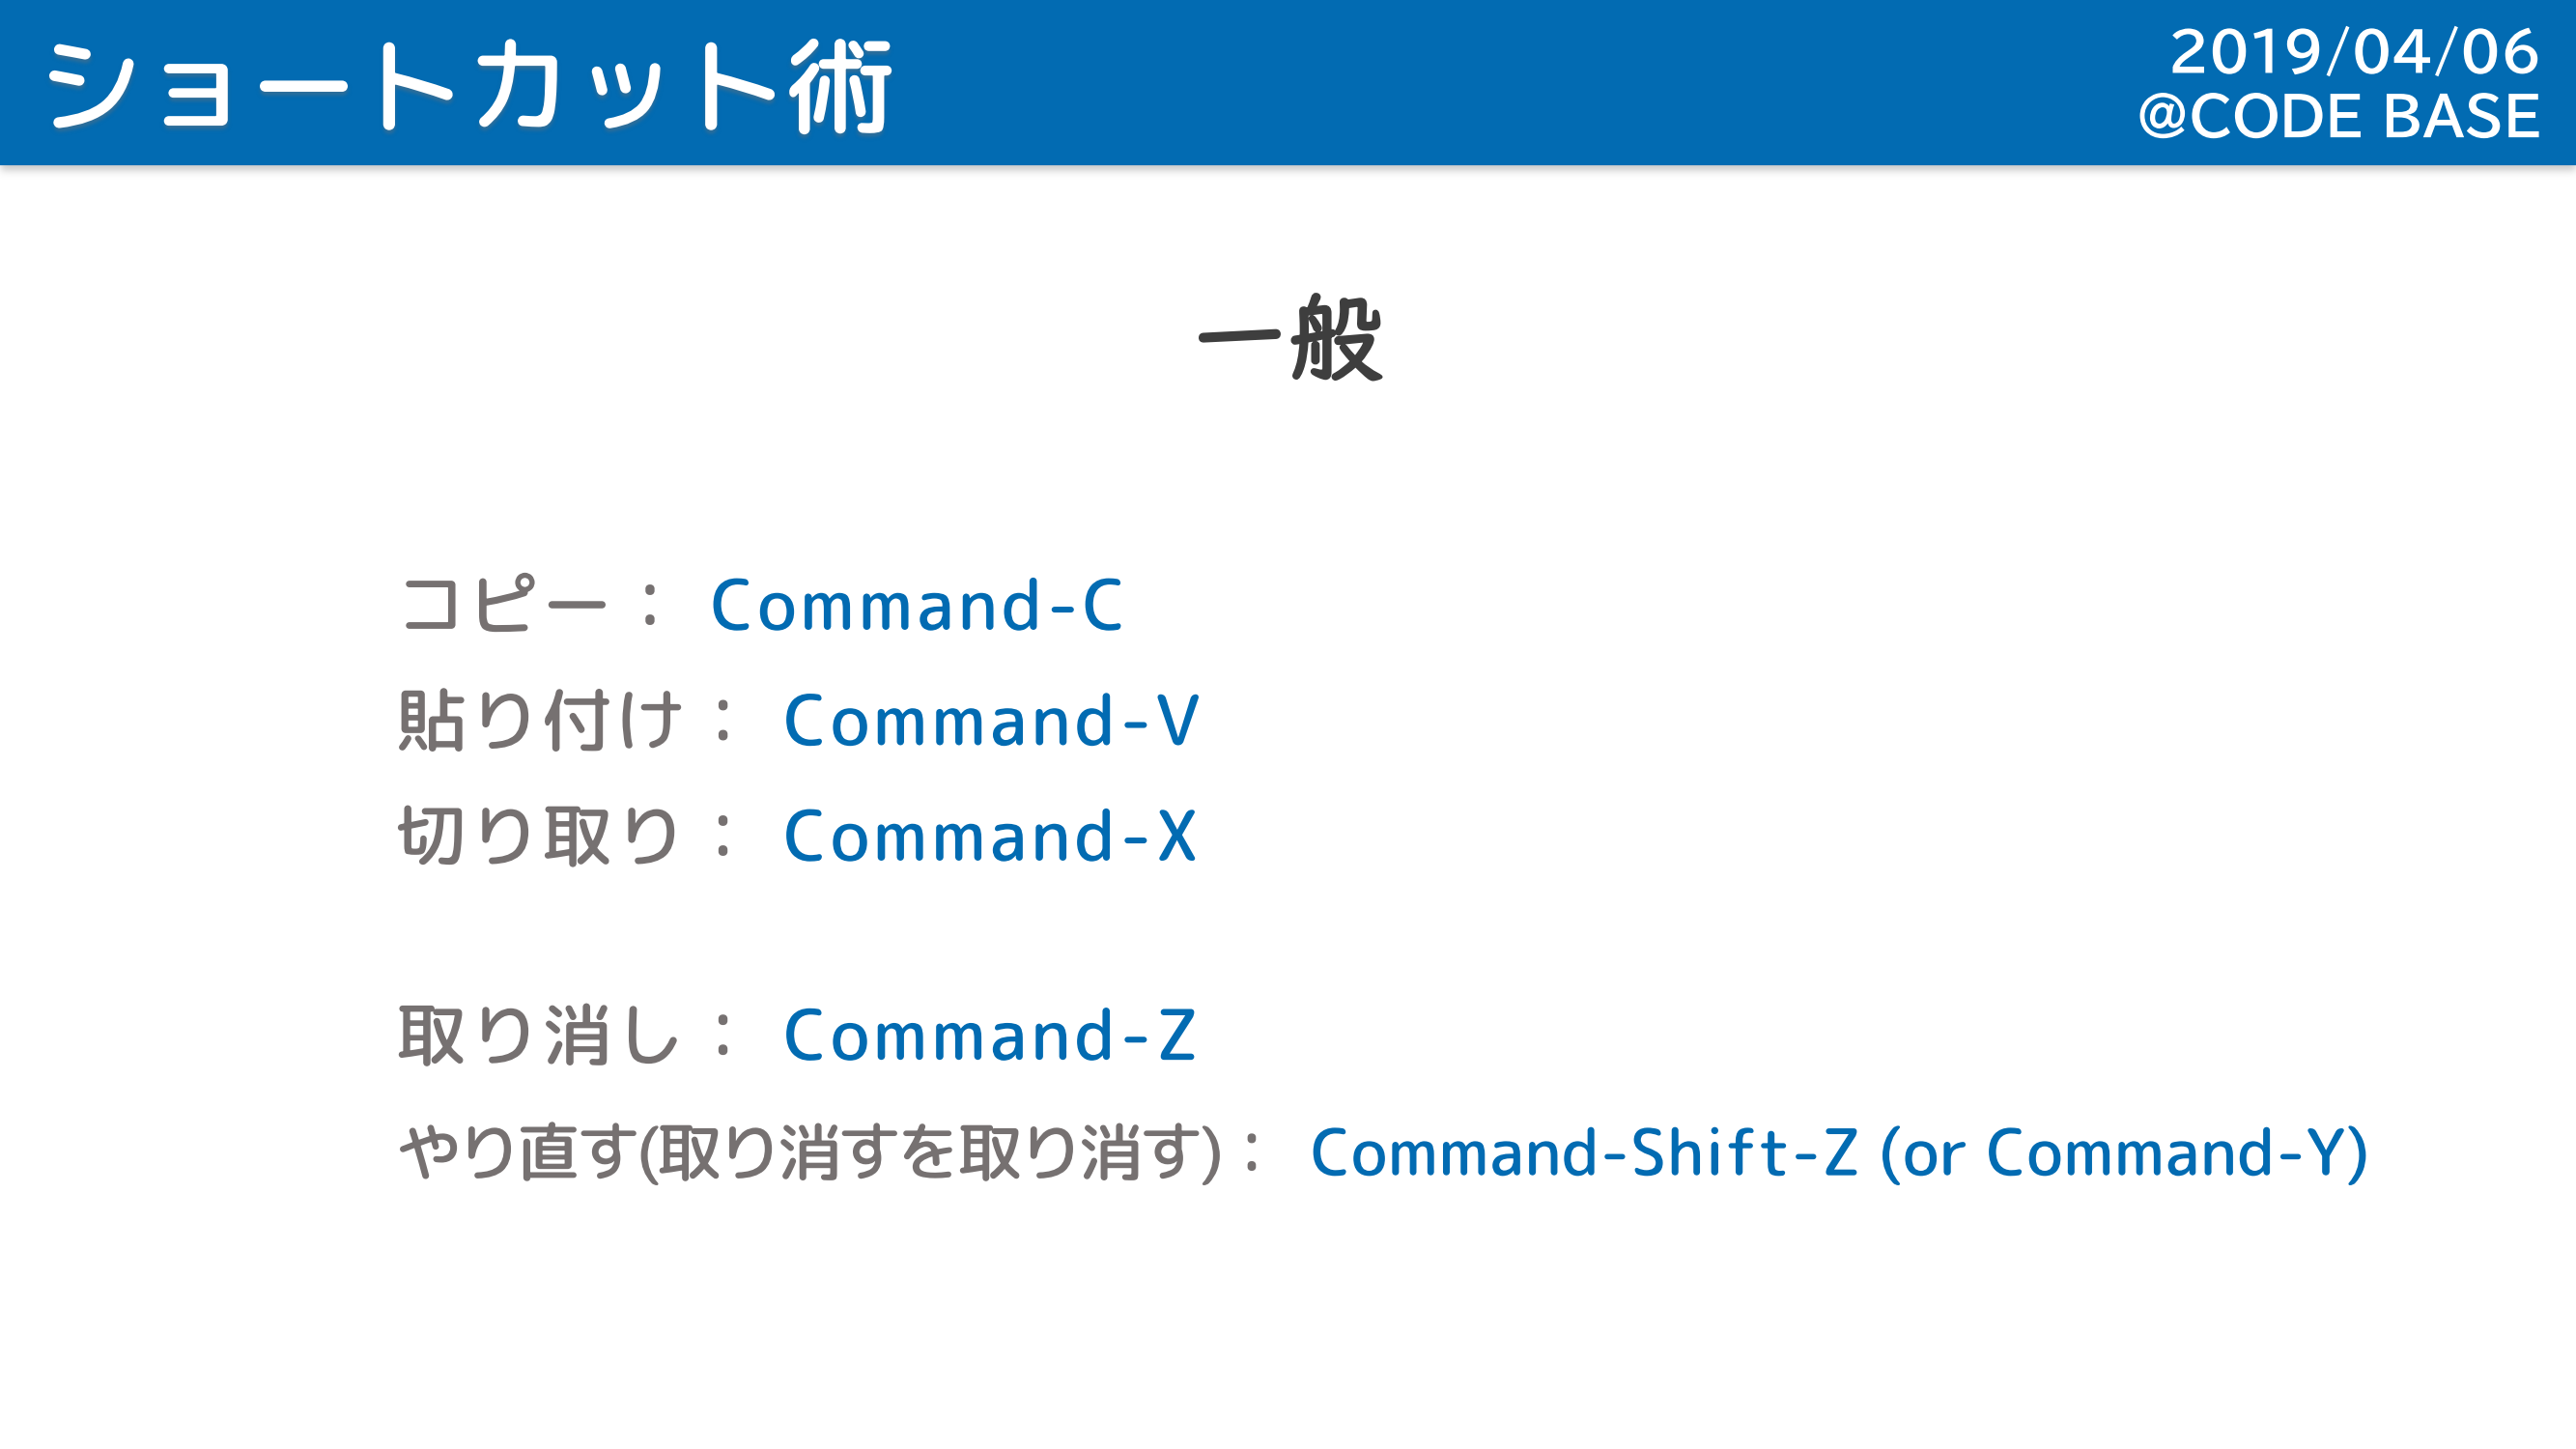 ショートカット術
2019/04/06
@CODE BASE
一般
コピー： Command-C
貼り付け： Command-V
切り取り： Command-X
取り消し： Command-Z
やり直す(取り消すを取り消す)： Command-Shift-Z (or Command-Y)